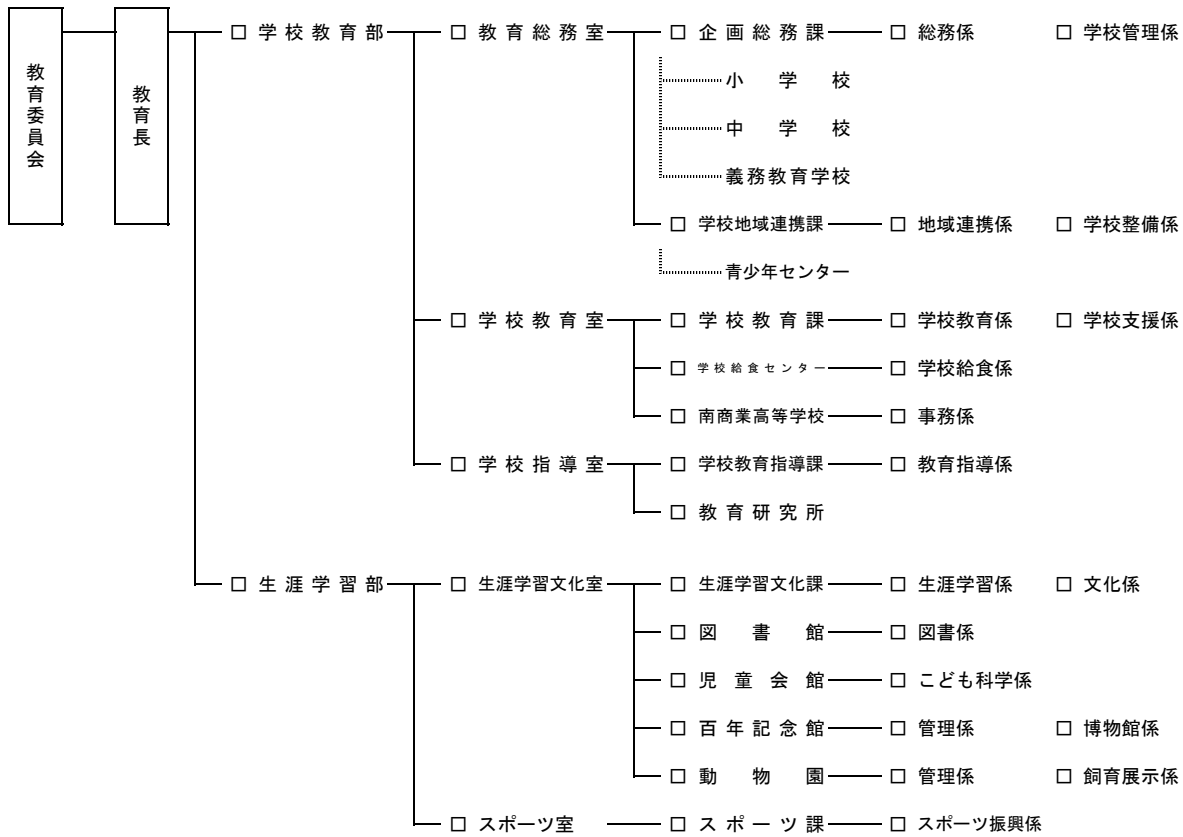 教育委員会
教育長
□ 学校教育部 □ 教育総務室 □ 企画総務課 □ 総務係 □ 学校管理係
小学校
中学校
義務教育学校
□ 学校地域連携課 □ 地域連携係 □ 学校整備係
青少年センター
□ 学校教育室 □ 学校教育課 □ 学校教育係 □ 学校支援係
□ 学校給食センター □ 学校給食係
□ 南商業高等学校 □ 事務係
□ 学校指導室 □ 学校教育指導課 □ 教育指導係
□ 教育研究所
□ 生涯学習部 □ 生涯学習文化室 □ 生涯学習文化課 □ 生涯学習係 □ 文化係
□ 図書館 □ 図書係
□ 児童会館 □ こども科学係
□ 百年記念館 □ 管理係 □ 博物館係
□ 動物園 □ 管理係 □ 飼育展示係
□ スポーツ室 □ スポーツ課 □ スポーツ振興係